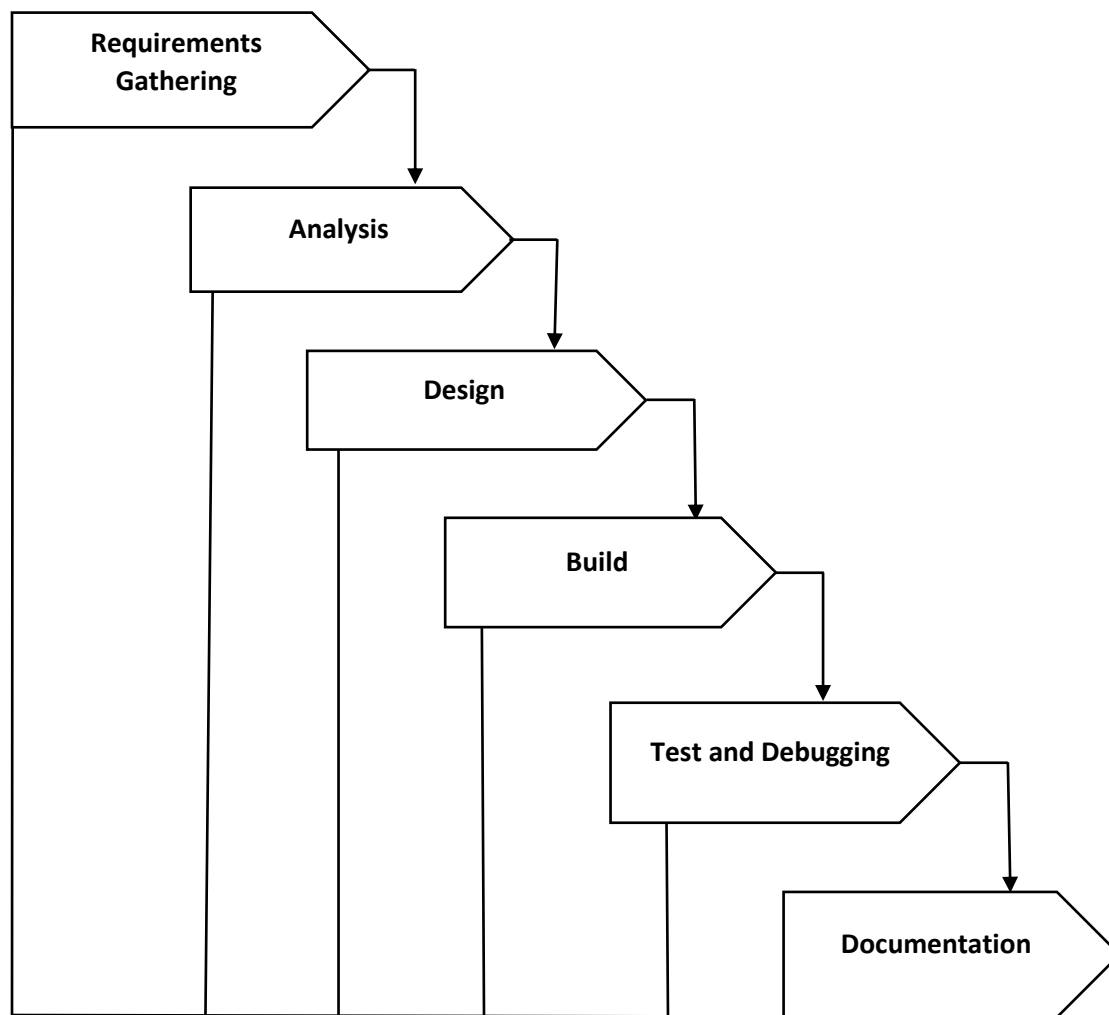 Requirements
Gathering
Analysis
Design
Build
Test and Debugging
Documentation